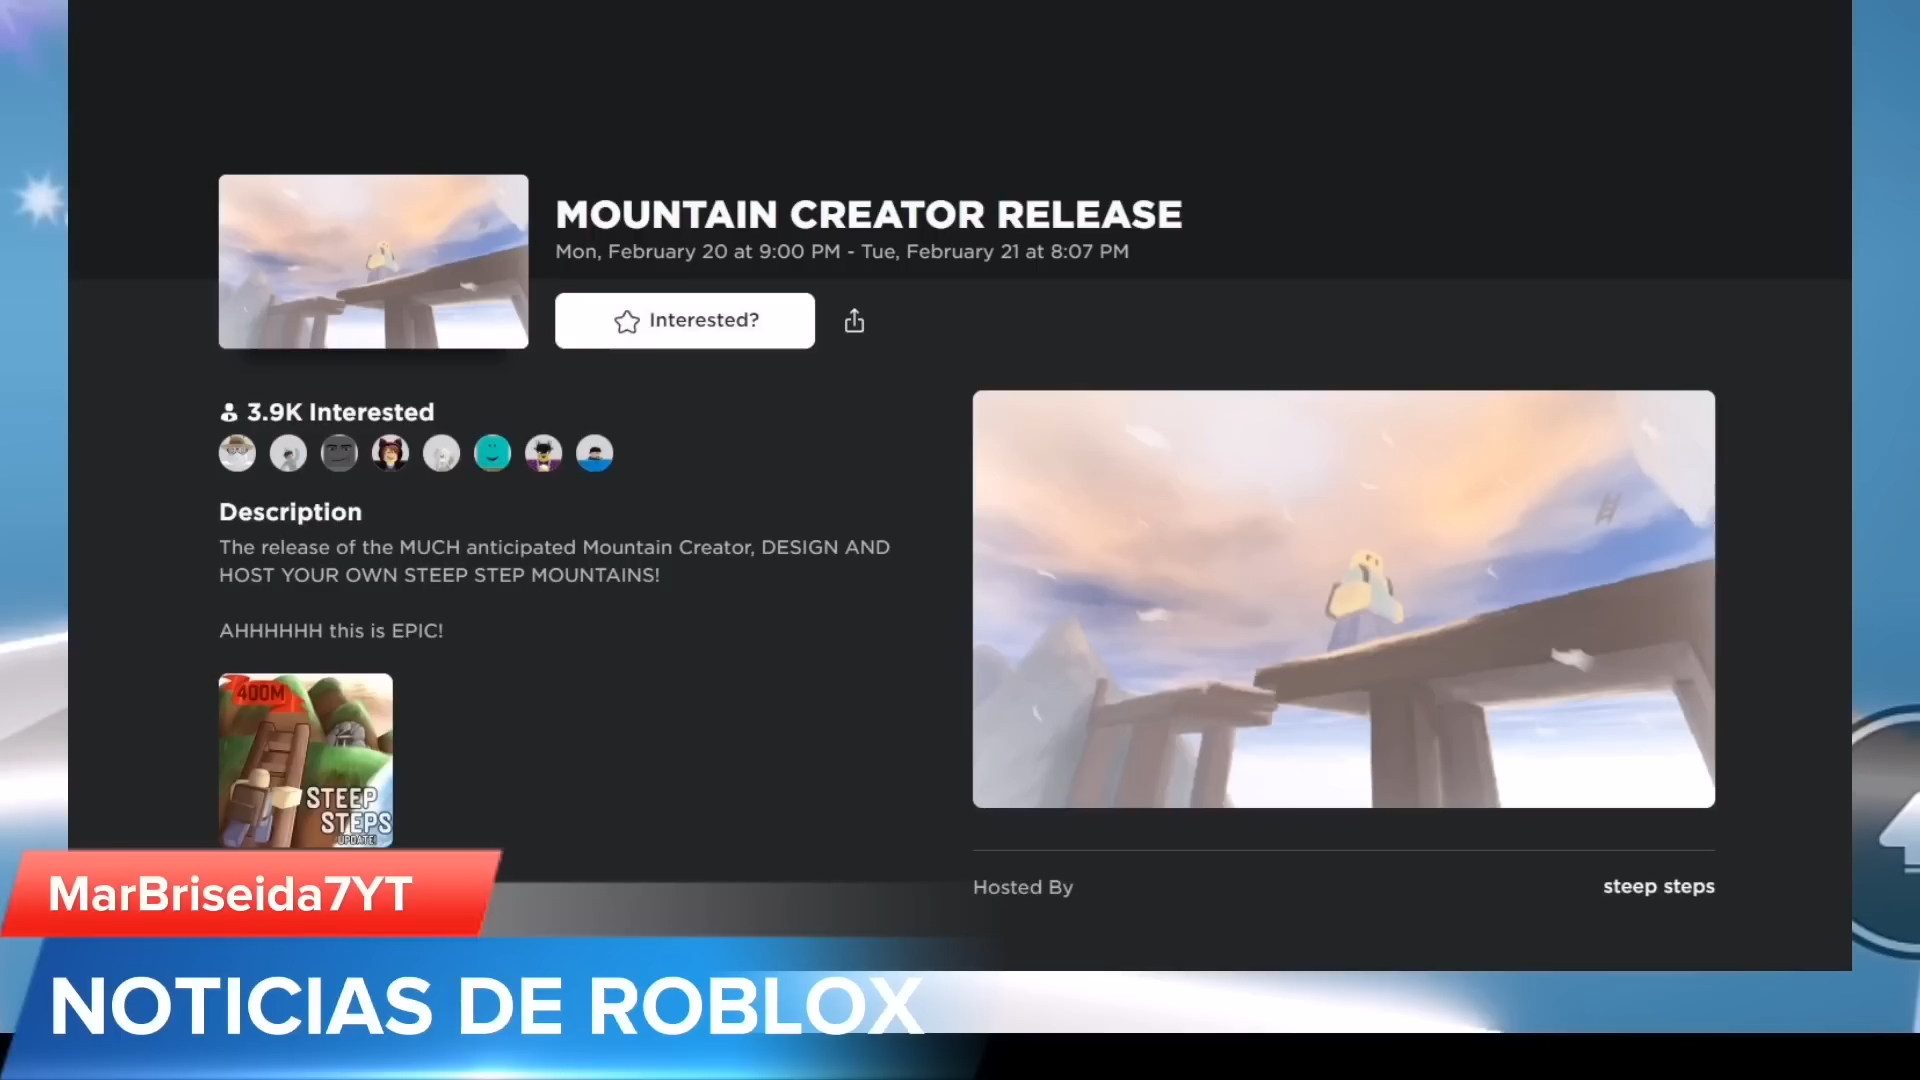 MOUNTAIN CREATOR RELEASE
Mon, February 20 at 9:00 PM - Tue, February 21 at 8:07 PM
Interested?
3.9K Interested
Description
The release of the MUCH anticipated Mountain Creator, DESIGN AND
HOST YOUR OWN STEEP STEP MOUNTAINS!
AHHHHHH this is EPIC!
400M
STEEP
STEPS
UPDATE!
Hosted By
steep steps
MarBriseida7YT
NOTICIAS DE ROBLOX